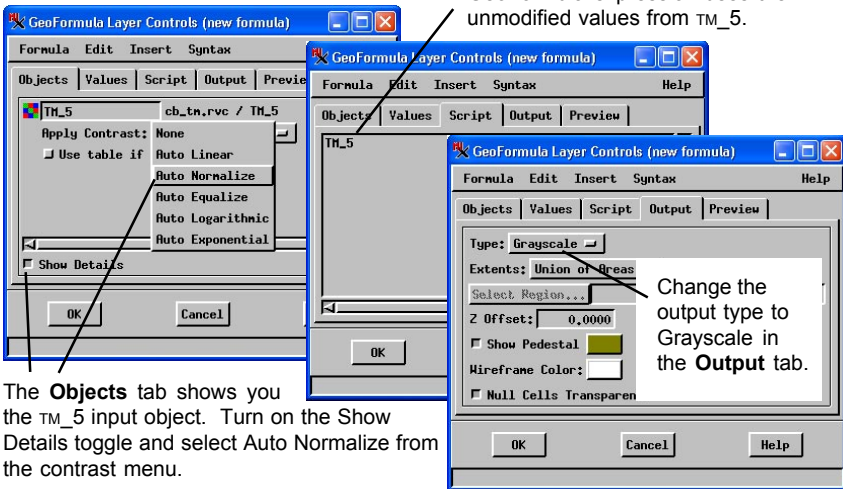 unmodified values from TM_5.
GeoFormula Layer Controls (new formula)
Formula Edit Insert Syntax
Objects Values Script Output
TM_5 cb_tm.rvc / TM_5
Apply Contrast: None
Use table if Auto Linear
Auto Normalize
Auto Equalize
Auto Logarithmic
Auto Exponential
Show Details
OK Cancel
GeoFormula Layer Controls (new formula)
Formula Edit Insert Syntax Help
Objects Values Script Output Preview
TM_5
OK
GeoFormula Layer Controls (new formula)
Formula Edit Insert Syntax Help
Objects Values Script Output Preview
Type: Grayscale
Extents: Union of Areas
Select Region...
Z Offset: 0.0000
Show Pedestal
Wireframe Color:
Null Cells
OK Cancel Help
Change the
output type to
Grayscale in
the Output tab.
The Objects tab shows you
the TM_5 input object. Turn on the Show
Details toggle and select Auto Normalize from
the contrast menu.